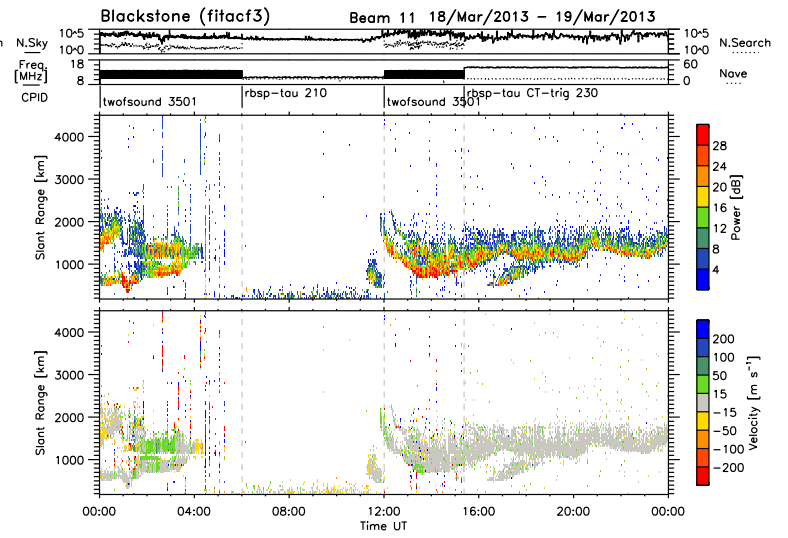 Blackstone (fitacf3)
Beam 11 18/Mar/2013 - 19/Mar/2013
N.Sky
10^5
10^0
10^5
10^0
N.Search
Freq.
[MHz]
18
8
60
0
Nave
CPID
twofsound 3501
rbsp-tau 210
twofsound 3501
rbsp-tau CT-trig 230
Slant Range [km]
4000
3000
2000
1000
28
24
20
16
12
8
4
Power [dB]
Slant Range [km]
4000
3000
2000
1000
200
100
50
15
-15
-50
-100
-200
Velocity [m s⁻¹]
00:00
04:00
08:00
12:00
16:00
20:00
00:00
Time UT